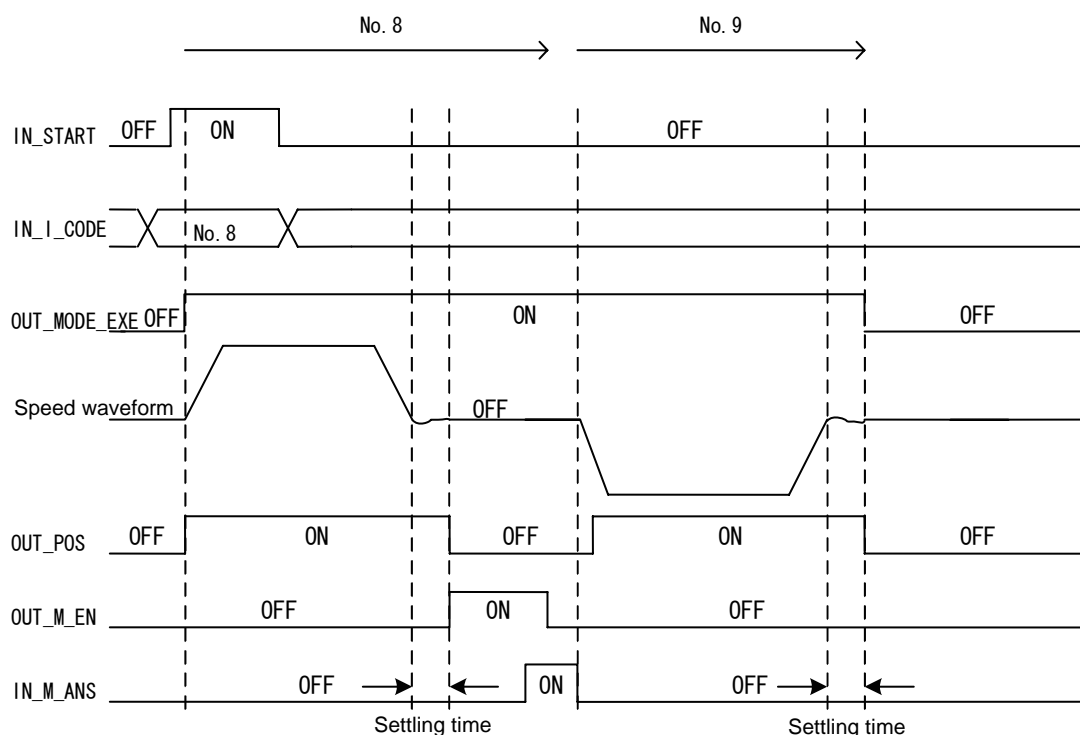 No. 8 No. 9
IN_START OFF ON OFF
IN_I_CODE No. 8
OUT_MODE_EXE OFF ON OFF
Speed waveform OFF
OUT_POS OFF ON OFF ON OFF
OUT_M_EN OFF ON OFF
IN_M_ANS OFF ON OFF
Settling time Settling time